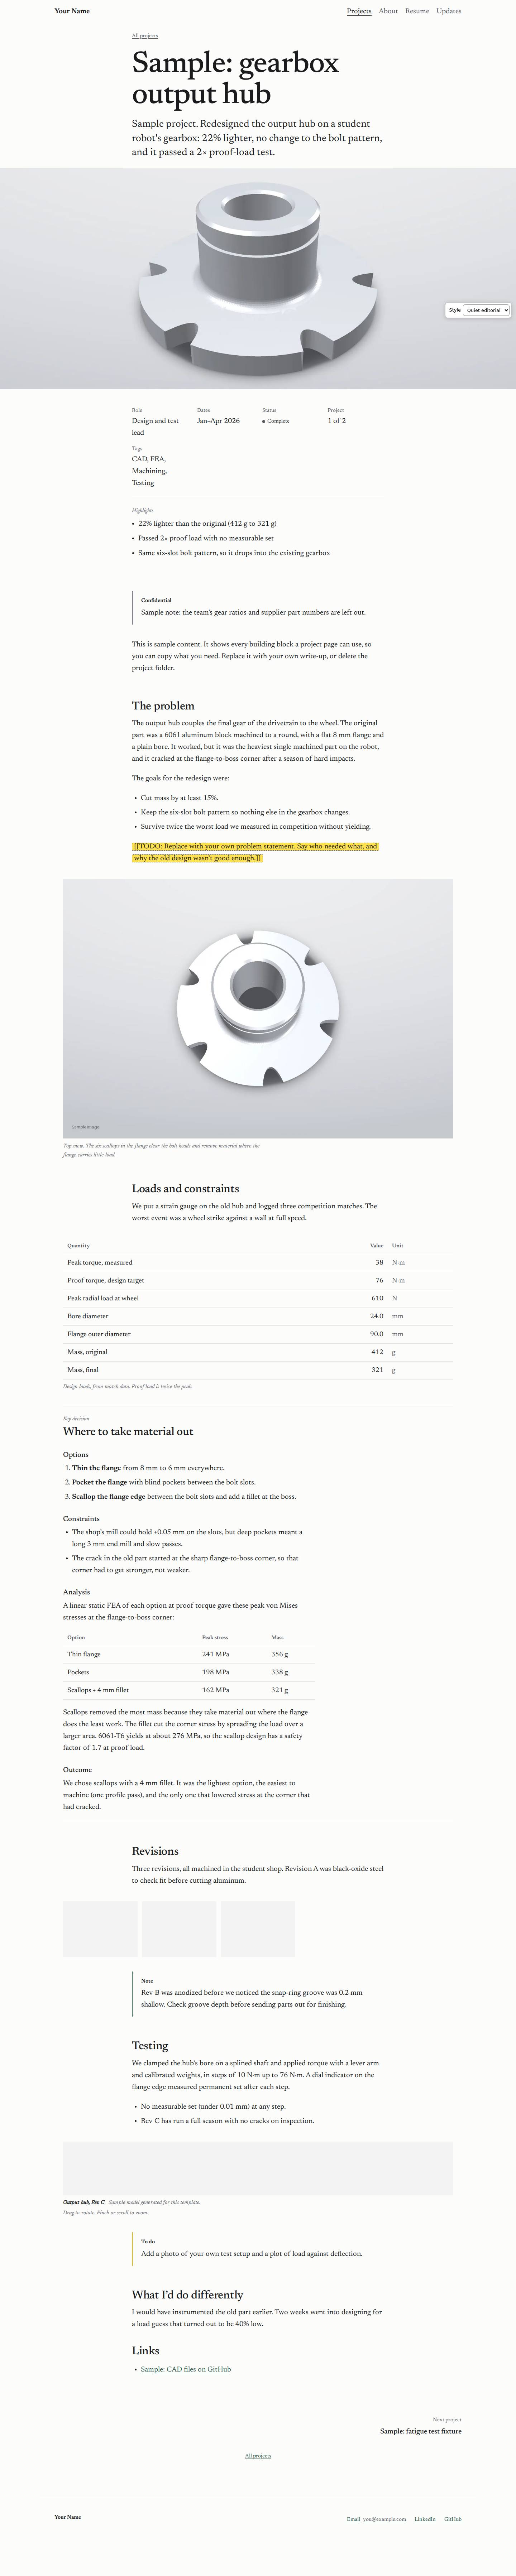 Your Name
Projects About Resume Updates
All projects
Sample: gearbox
output hub
Sample project. Redesigned the output hub on a student
robot's gearbox: 22% lighter, no change to the bolt pattern,
and it passed a 2× proof-load test.
Style Quiet editorial
Role
Design and test
lead
Dates
Jan–Apr 2026
Status
Complete
Project
1 of 2
Tags
CAD, FEA,
Machining,
Testing
Highlights
• 22% lighter than the original (412 g to 321 g)
• Passed 2× proof load with no measurable set
• Same six-slot bolt pattern, so it drops into the existing gearbox
Confidential
Sample note: the team's gear ratios and supplier part numbers are left out.
This is sample content. It shows every building block a project page can use, so
you can copy what you need. Replace it with your own write-up, or delete the
project folder.
The problem
The output hub couples the final gear of the drivetrain to the wheel. The original
part was a 6061 aluminum block machined to a round, with a flat 8 mm flange and
a plain bore. It worked, but it was the heaviest single machined part on the robot,
and it cracked at the flange-to-boss corner after a season of hard impacts.
The goals for the redesign were:
• Cut mass by at least 15%.
• Keep the six-slot bolt pattern so nothing else in the gearbox changes.
• Survive twice the worst load we measured in competition without yielding.
[[TODO: Replace with your own problem statement. Say who needed what, and
why the old design wasn't good enough.]]
Sample image
Top view. The six scallops in the flange clear the bolt heads and remove material where the
flange carries little load.
Loads and constraints
We put a strain gauge on the old hub and logged three competition matches. The
worst event was a wheel strike against a wall at full speed.
Quantity Value Unit
Peak torque, measured 38 N·m
Proof torque, design target 76 N·m
Peak radial load at wheel 610 N
Bore diameter 24.0 mm
Flange outer diameter 90.0 mm
Mass, original 412 g
Mass, final 321 g
Design loads, from match data. Proof load is twice the peak.
Key decision
Where to take material out
Options
1. Thin the flange from 8 mm to 6 mm everywhere.
2. Pocket the flange with blind pockets between the bolt slots.
3. Scallop the flange edge between the bolt slots and add a fillet at the boss.
Constraints
• The shop's mill could hold ±0.05 mm on the slots, but deep pockets meant a
long 3 mm end mill and slow passes.
• The crack in the old part started at the sharp flange-to-boss corner, so that
corner had to get stronger, not weaker.
Analysis
A linear static FEA of each option at proof torque gave these peak von Mises
stresses at the flange-to-boss corner:
Option Peak stress Mass
Thin flange 241 MPa 356 g
Pockets 198 MPa 338 g
Scallops + 4 mm fillet 162 MPa 321 g
Scallops removed the most mass because they take material out where the flange
does the least work. The fillet cut the corner stress by spreading the load over a
larger area. 6061-T6 yields at about 276 MPa, so the scallop design has a safety
factor of 1.7 at proof load.
Outcome
We chose scallops with a 4 mm fillet. It was the lightest option, the easiest to
machine (one profile pass), and the only one that lowered stress at the corner that
had cracked.
Revisions
Three revisions, all machined in the student shop. Revision A was black-oxide steel
to check fit before cutting aluminum.
Note
Rev B was anodized before we noticed the snap-ring groove was 0.2 mm
shallow. Check groove depth before sending parts out for finishing.
Testing
We clamped the hub's bore on a splined shaft and applied torque with a lever arm
and calibrated weights, in steps of 10 N·m up to 76 N·m. A dial indicator on the
flange edge measured permanent set after each step.
• No measurable set (under 0.01 mm) at any step.
• Rev C has run a full season with no cracks on inspection.
Output hub, Rev C Sample model generated for this template.
Drag to rotate. Pinch or scroll to zoom.
To do
Add a photo of your own test setup and a plot of load against deflection.
What I'd do differently
I would have instrumented the old part earlier. Two weeks went into designing for
a load guess that turned out to be 40% low.
Links
• Sample: CAD files on GitHub
Next project
Sample: fatigue test fixture
All projects
Your Name
Email you@example.com LinkedIn GitHub